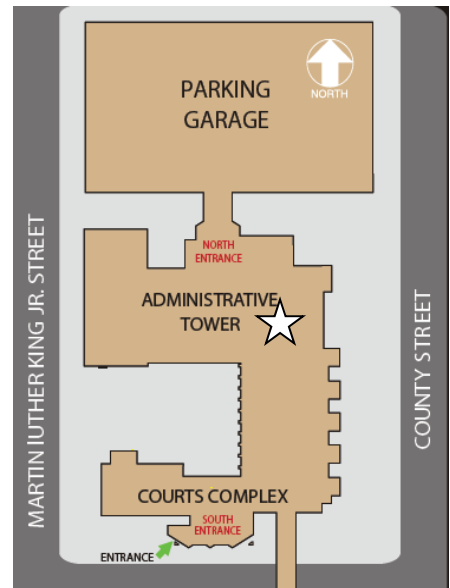 PARKING
GARAGE
NORTH
NORTH
ENTRANCE
ADMINISTRATIVE
TOWER
MARTIN LUTHER KING JR. STREET
COUNTY STREET
COURTS COMPLEX
SOUTH
ENTRANCE
ENTRANCE